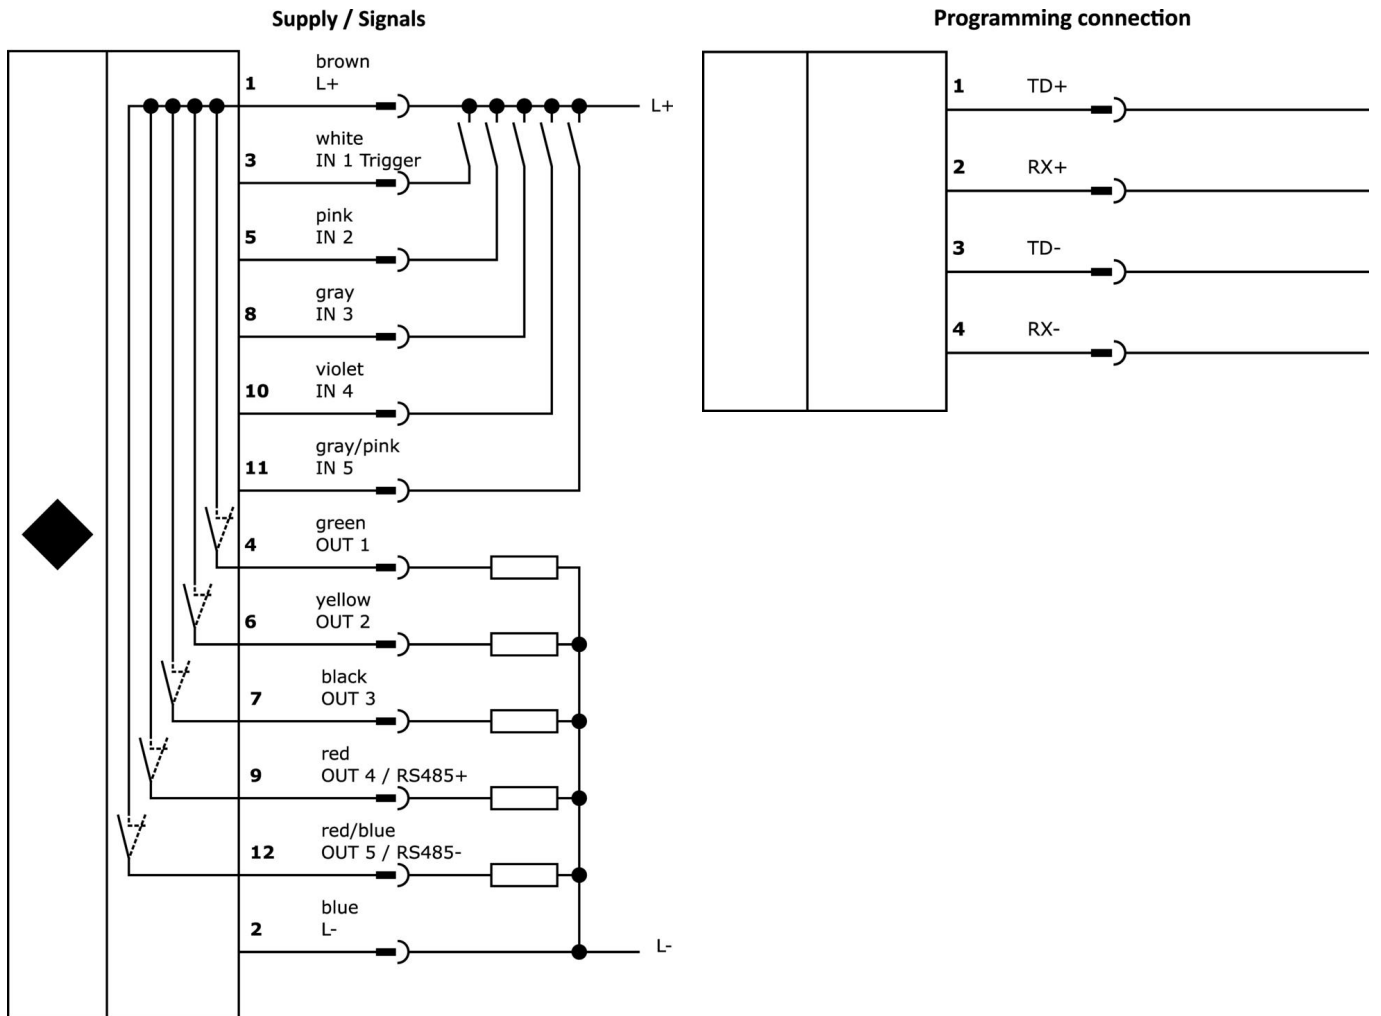 Supply / Signals
brown
1 L+
L+
white
3 IN 1 Trigger
pink
5 IN 2
gray
8 IN 3
violet
10 IN 4
gray/pink
11 IN 5
green
4 OUT 1
yellow
6 OUT 2
black
7 OUT 3
red
9 OUT 4 / RS485+
red/blue
12 OUT 5 / RS485-
blue
2 L-
L-
Programming connection
1 TD+
2 RX+
3 TD-
4 RX-